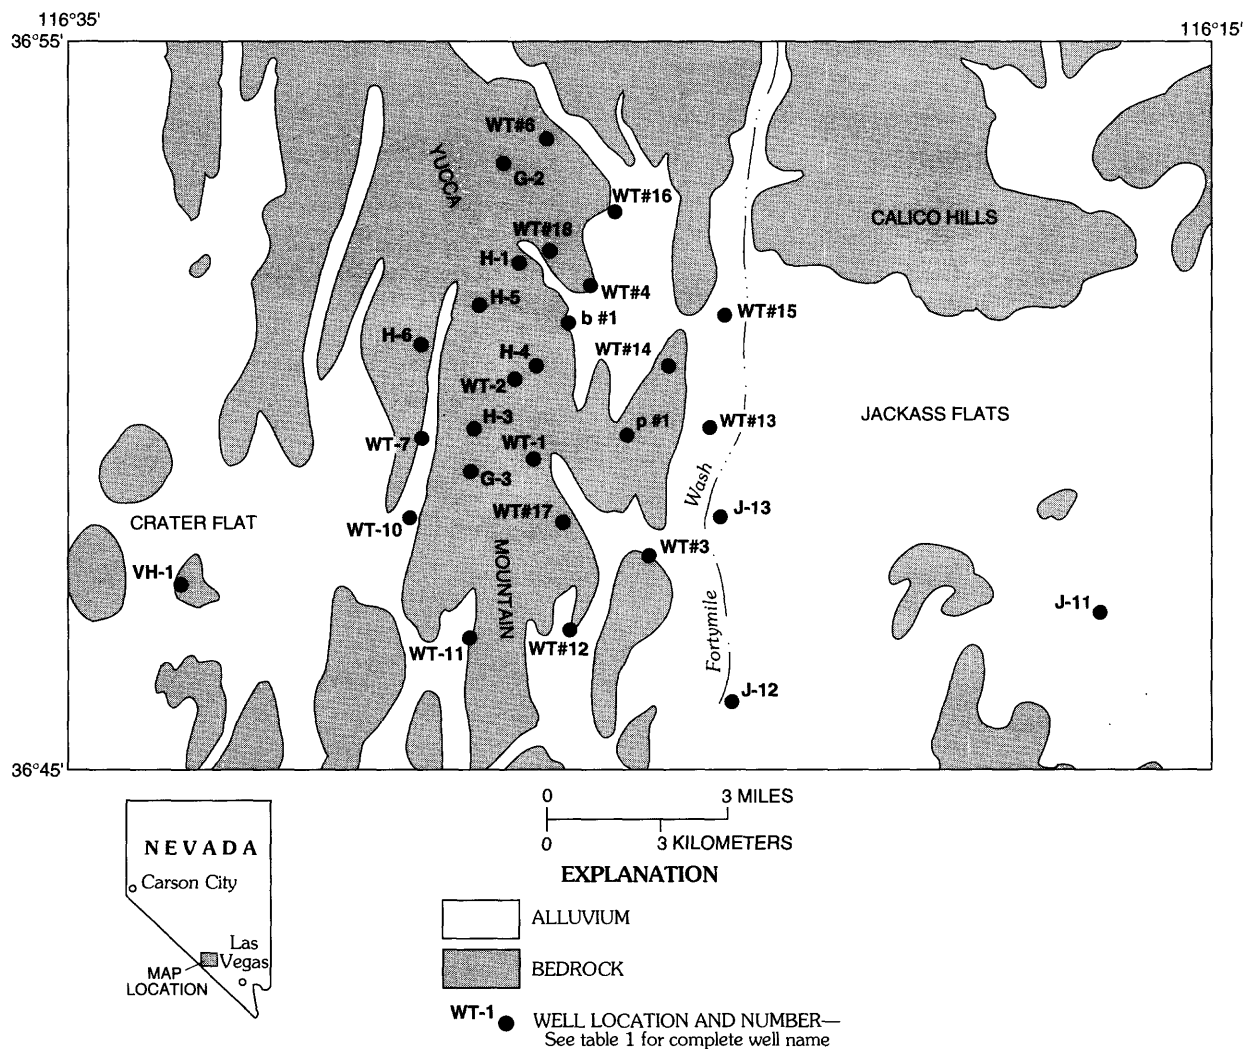 116°35'
116°15'
36°55'
WT#6
YUCCA
G-2
WT#16
CALICO HILLS
WT#18
H-1
WT#4
H-5
b #1
WT#15
H-6
H-4
WT#14
WT-2
JACKASS FLATS
H-3
p #1
WT#13
WT-7
WT-1
G-3
Wash
WT#17
J-13
CRATER FLAT
WT-10
MOUNTAIN
WT#3
VH-1
Fortymile
J-11
WT-11
WT#12
J-12
36°45'
0 3 MILES
0 3 KILOMETERS
NEVADA
Carson City
Las
Vegas
MAP
LOCATION
EXPLANATION
ALLUVIUM
BEDROCK
WT-1
WELL LOCATION AND NUMBER—
See table 1 for complete well name